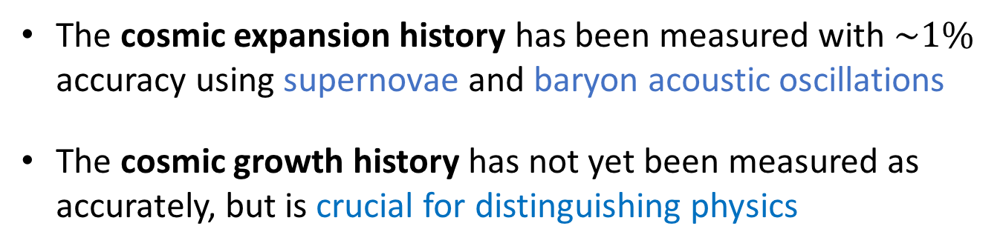 • The cosmic expansion history has been measured with ~1%
accuracy using supernovae and baryon acoustic oscillations
• The cosmic growth history has not yet been measured as
accurately, but is crucial for distinguishing physics